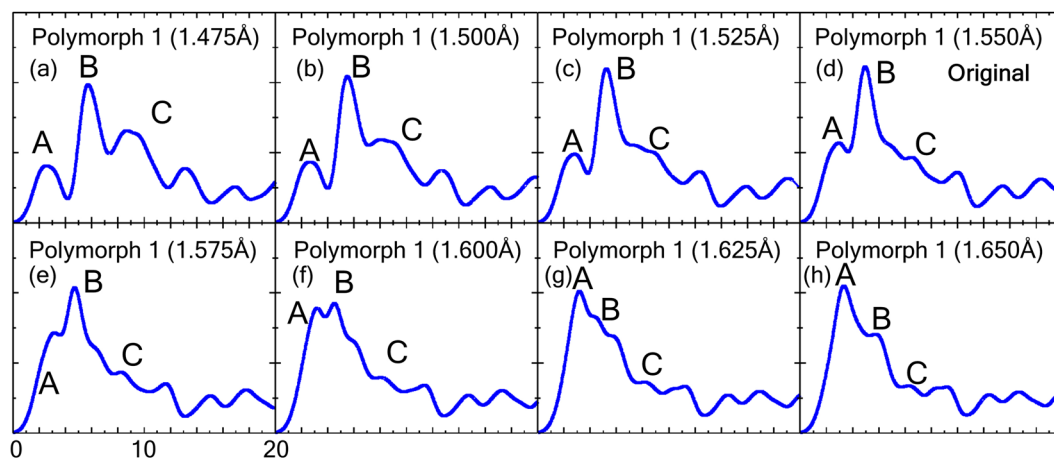 Polymorph 1 (1.475Å)
(a)
A
B
C
Polymorph 1 (1.500Å)
(b)
A
B
C
Polymorph 1 (1.525Å)
(c)
A
B
C
Polymorph 1 (1.550Å)
(d)
Original
A
B
C
Polymorph 1 (1.575Å)
(e)
A
B
C
Polymorph 1 (1.600Å)
(f)
A
B
C
Polymorph 1 (1.625Å)
(g)
A
B
C
Polymorph 1 (1.650Å)
(h)
A
B
C
0 10 20